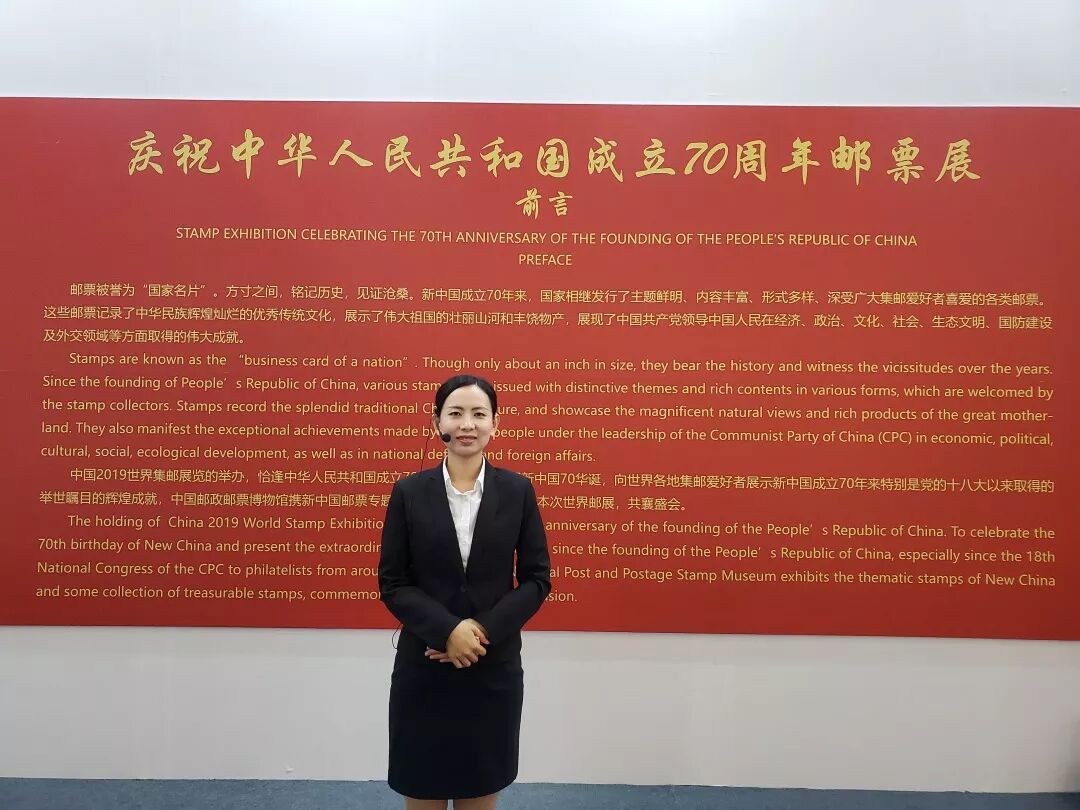 庆祝中华人民共和国成立70周年邮票展
前言
STAMP EXHIBITION CELEBRATING THE 70TH ANNIVERSARY OF THE FOUNDING OF THE PEOPLE'S REPUBLIC OF CHINA
PREFACE
邮票被誉为“国家名片”。方寸之间，铭记历史，见证沧桑。新中国成立70年来，国家相继发行了主题鲜明、内容丰富、形式多样、深受广大集邮爱好者喜爱的各类邮票。
这些邮票记录了中华民族辉煌灿烂的优秀传统文化，展示了伟大祖国的壮丽山河和丰饶物产，展现了中国共产党领导中国人民在经济、政治、文化、社会、生态文明、国防建设
及外交领域等方面取得的伟大成就。
Stamps are known as the “business card of a nation”. Though only about an inch in size, they bear the history and witness the vicissitudes over the years.
Since the founding of People's Republic of China, various stam issued with distinctive themes and rich contents in various forms, which are welcomed by
the stamp collectors. Stamps record the splendid traditional C ure, and showcase the magnificent natural views and rich products of the great mother-
land. They also manifest the exceptional achievements made by people under the leadership of the Communist Party of China (CPC) in economic, political,
cultural, social, ecological development, as well as in national def and foreign affairs.
中国2019世界集邮展览的举办，恰逢中华人民共和国成立7 新中国70华诞，向世界各地集邮爱好者展示新中国成立70年来特别是党的十八大以来取得的
举世瞩目的辉煌成就，中国邮政邮票博物馆携新中国邮票专题 本次世界邮展，共襄盛会。
The holding of China 2019 World Stamp Exhibition anniversary of the founding of the People's Republic of China. To celebrate the
70th birthday of New China and present the extraordin since the founding of the People's Republic of China, especially since the 18th
National Congress of the CPC to philatelists from arou al Post and Postage Stamp Museum exhibits the thematic stamps of New China
and some collection of treasurable stamps, commemor sion.